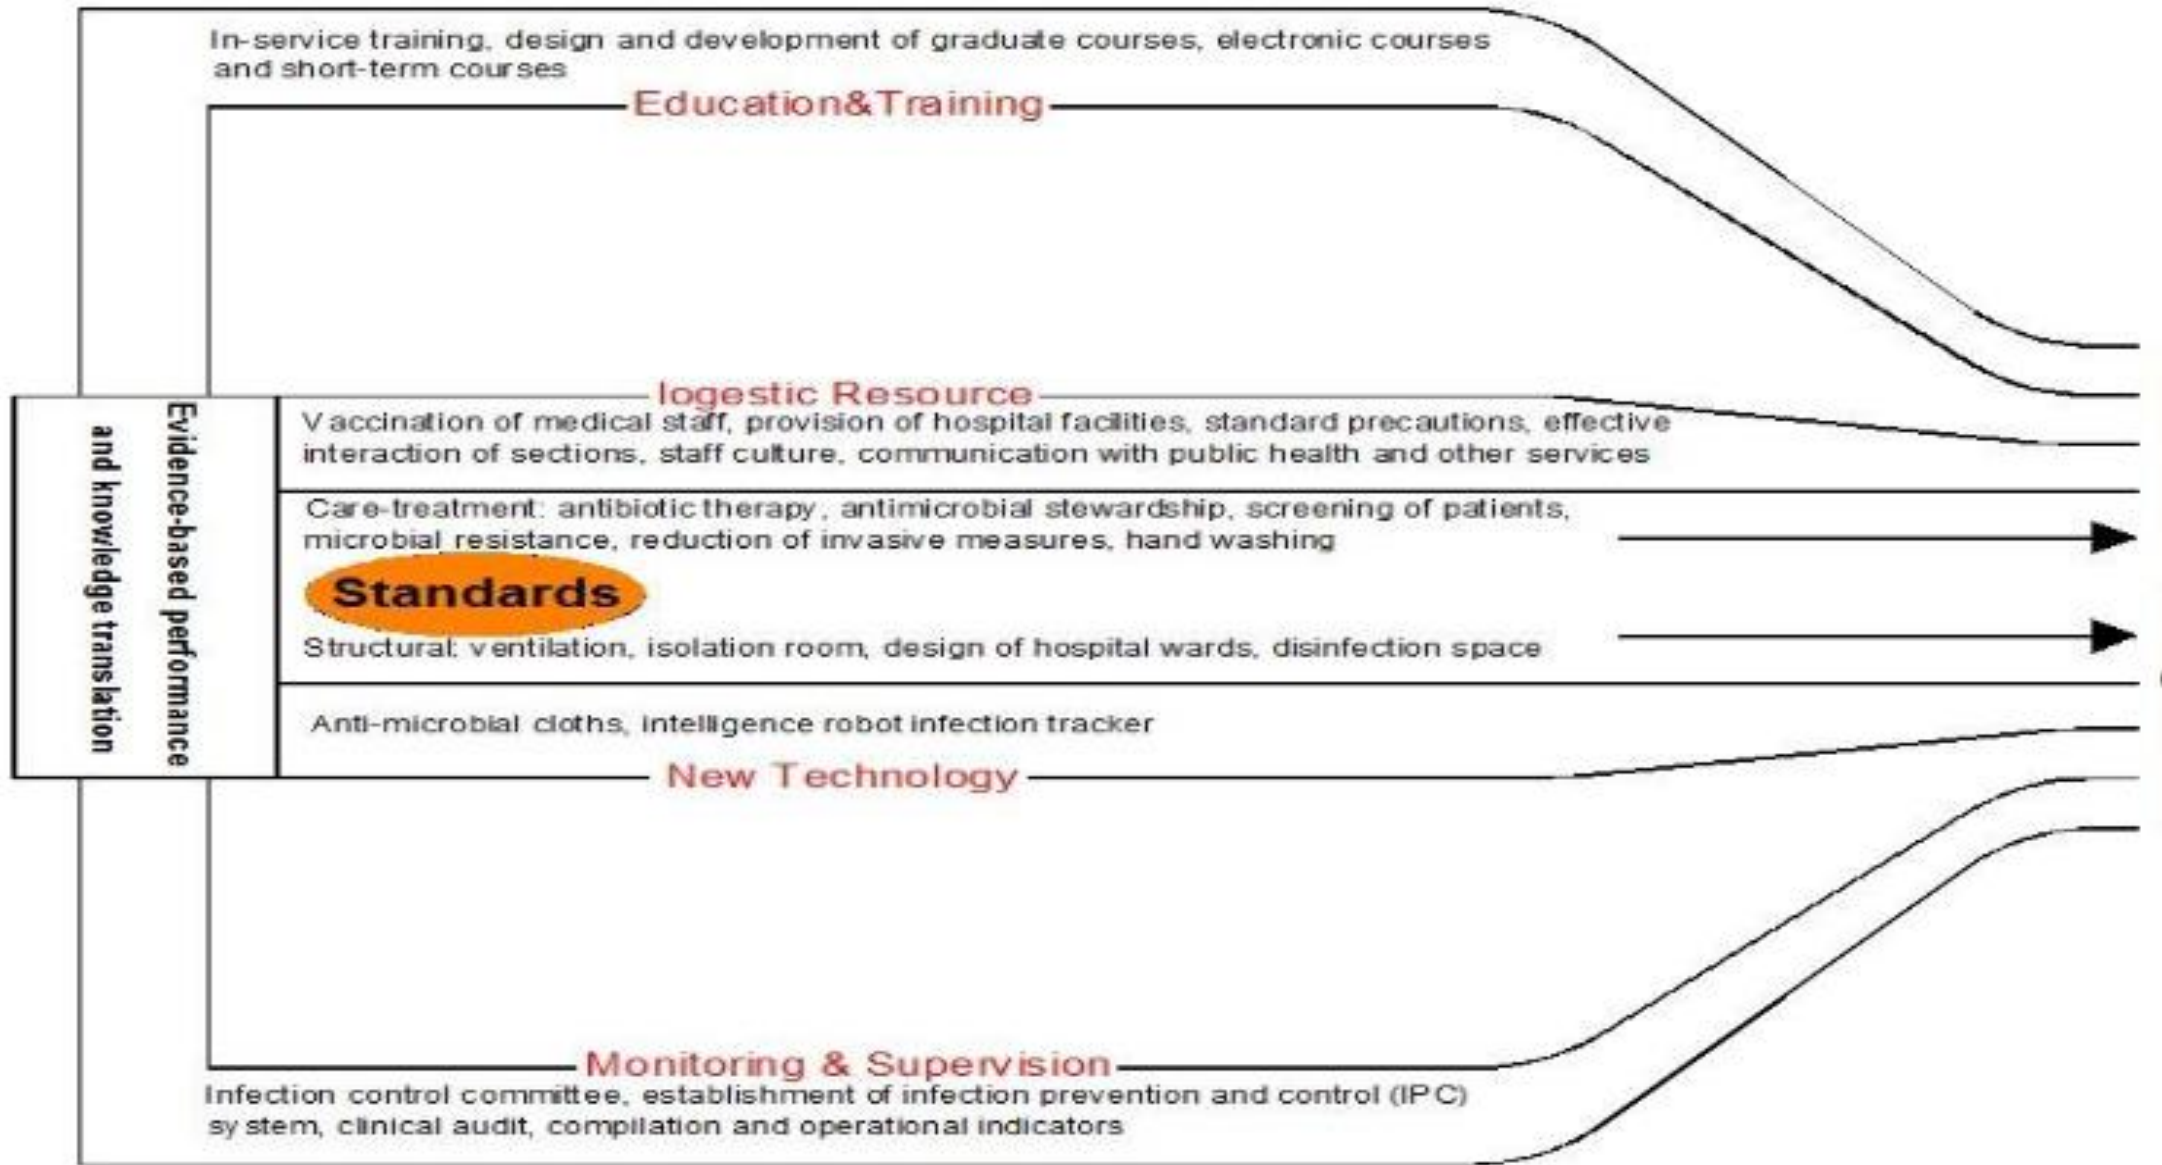 In-service training, design and development of graduate courses, electronic courses
and short-term courses
Education&Training
logestic Resource
Vaccination of medical staff, provision of hospital facilities, standard precautions, effective
interaction of sections, staff culture, communication with public health and other services
Evidence-based performance
and knowledge translation
Care-treatment: antibiotic therapy, antimicrobial stewardship, screening of patients,
microbial resistance, reduction of invasive measures, hand washing
Standards
Structural: ventilation, isolation room, design of hospital wards, disinfection space
Anti-microbial cloths, intelligence robot infection tracker
New Technology
Monitoring & Supervision
Infection control committee, establishment of infection prevention and control (IPC)
system, clinical audit, compilation and operational indicators